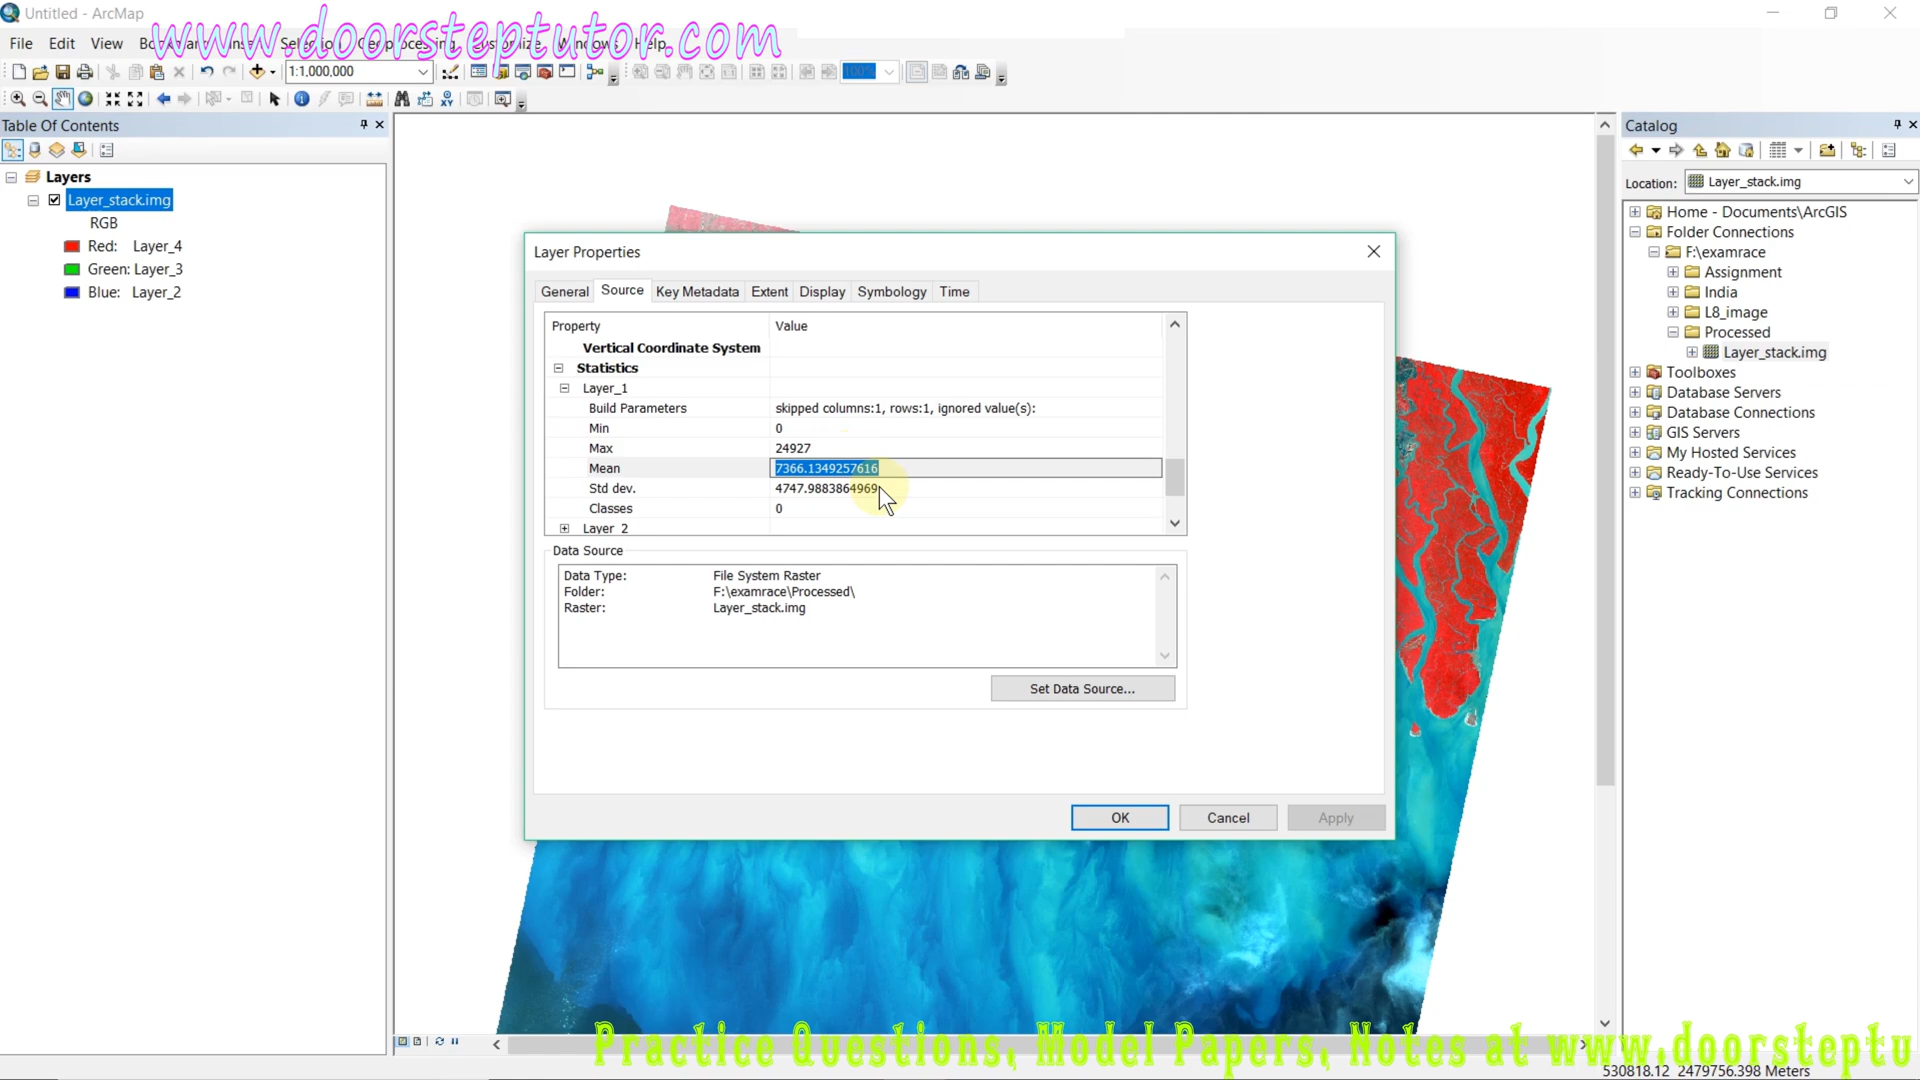 Untitled - ArcMap
www.doorsteptutor.com
File Edit View Help
1:1,000,000
100%
Table Of Contents
Layers
Layer_stack.img
RGB
Red: Layer_4
Green: Layer_3
Blue: Layer_2
Layer Properties
General Source Key Metadata Extent Display Symbology Time
Property Value
Vertical Coordinate System
Statistics
Layer_1
Build Parameters skipped columns:1, rows:1, ignored value(s):
Min 0
Max 24927
Mean 7366.1349257616
Std dev. 4747.9883864969
Classes 0
Layer_2
Data Source
Data Type: File System Raster
Folder: F:\examrace\Processed\
Raster: Layer_stack.img
Set Data Source...
OK Cancel Apply
Catalog
Location: Layer_stack.img
Home - Documents\ArcGIS
Folder Connections
F:\examrace
Assignment
India
L8_image
Processed
Layer_stack.img
Toolboxes
Database Servers
Database Connections
GIS Servers
My Hosted Services
Ready-To-Use Services
Tracking Connections
Practice Questions, Model Papers, Notes at www.doorsteptu
530818.12 2479756.398 Meters